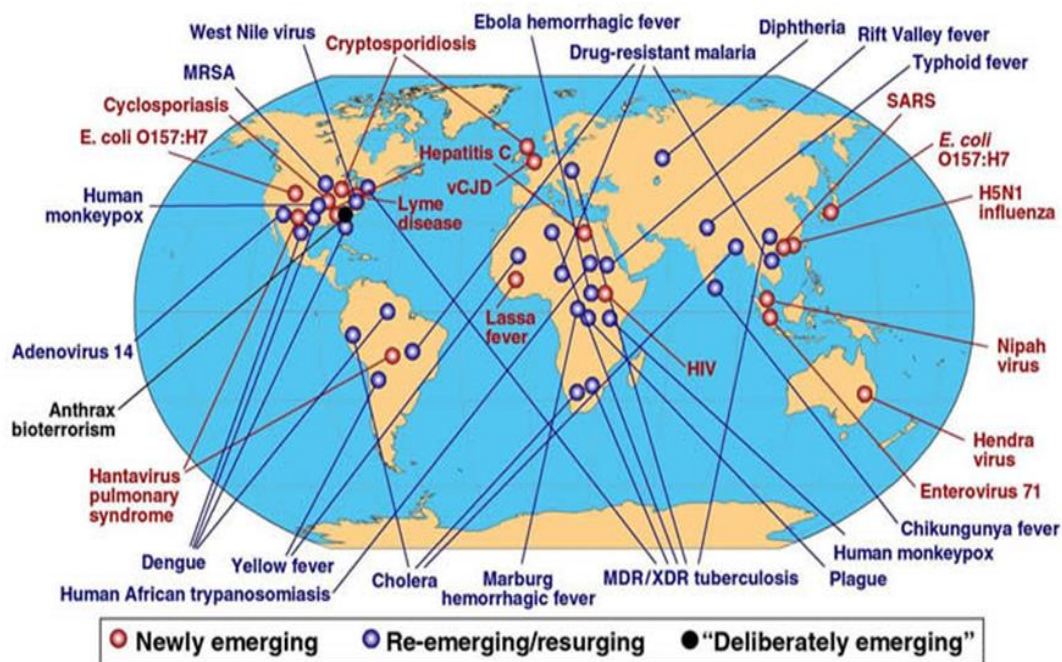 Ebola hemorrhagic fever
Diphtheria
West Nile virus
Cryptosporidiosis
Rift Valley fever
Drug-resistant malaria
MRSA
Typhoid fever
Cyclosporiasis
SARS
E. coli O157:H7
Hepatitis C
E. coli
O157:H7
vCJD
Human
monkeypox
Lyme
disease
H5N1
influenza
Lassa
fever
Adenovirus 14
HIV
Nipah
virus
Anthrax
bioterrorism
Hendra
virus
Hantavirus
pulmonary
syndrome
Enterovirus 71
Chikungunya fever
Human monkeypox
Dengue
Yellow fever
Cholera
Marburg
hemorrhagic fever
MDR/XDR tuberculosis
Plague
Human African trypanosomiasis
Newly emerging
Re-emerging/resurging
“Deliberately emerging”